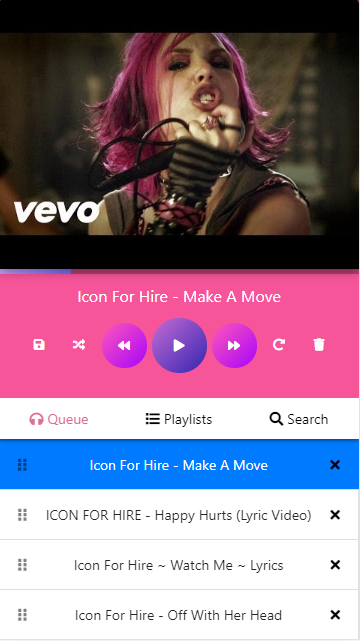 vevo
Icon For Hire - Make A Move
Queue
Playlists
Search
Icon For Hire - Make A Move
ICON FOR HIRE - Happy Hurts (Lyric Video)
Icon For Hire ~ Watch Me ~ Lyrics
Icon For Hire - Off With Her Head